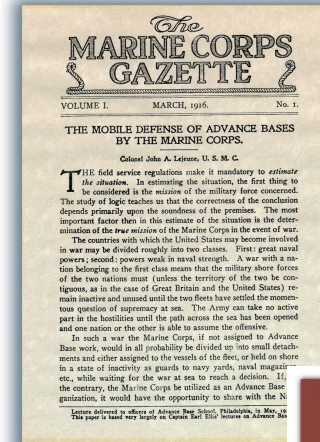 The
MARINE CORPS
GAZETTE
VOLUME I. MARCH, 1916. No. 1.
THE MOBILE DEFENSE OF ADVANCE BASES
BY THE MARINE CORPS.
Colonel John A. Lejeune, U. S. M. C.
THE field service regulations make it mandatory to estimate
the situation. In estimating the situation, the first thing to
be considered is the mission of the military force concerned.
The study of logic teaches us that the correctness of the conclusion
depends primarily upon the soundness of the premises. The most
important factor then in this estimate of the situation is the deter-
mination of the true mission of the Marine Corps in the event of war.
The countries with which the United States may become involved
in war may be divided roughly into two classes. First: great naval
powers; second: powers weak in naval strength. A war with a na-
tion belonging to the first class means that the military shore forces
of the two nations must (unless the territory of the two be con-
tiguous, as in the case of Great Britain and the United States) re-
main inactive and unused until the two fleets have settled the momen-
tous question of supremacy at sea. The Army can take no active
part in the hostilities until the path across the sea has been opened
and one nation or the other is able to assume the offensive.
In such a war the Marine Corps, if not assigned to Advance
Base work, would in all probability be divided up into small detach-
ments and either assigned to the vessels of the fleet, or held on shore
in a state of inactivity as guards to navy yards, naval
etc., while waiting for the war at sea to reach a decision. If,
the contrary, the Marine Corps be utilized as an Advance Base
ganization, it would have the opportunity to share with the
Lecture delivered to officers of Advance Base School, Philadelphia, in May,
This paper is based very largely on Captain Earl Ellis' lectures on Advance